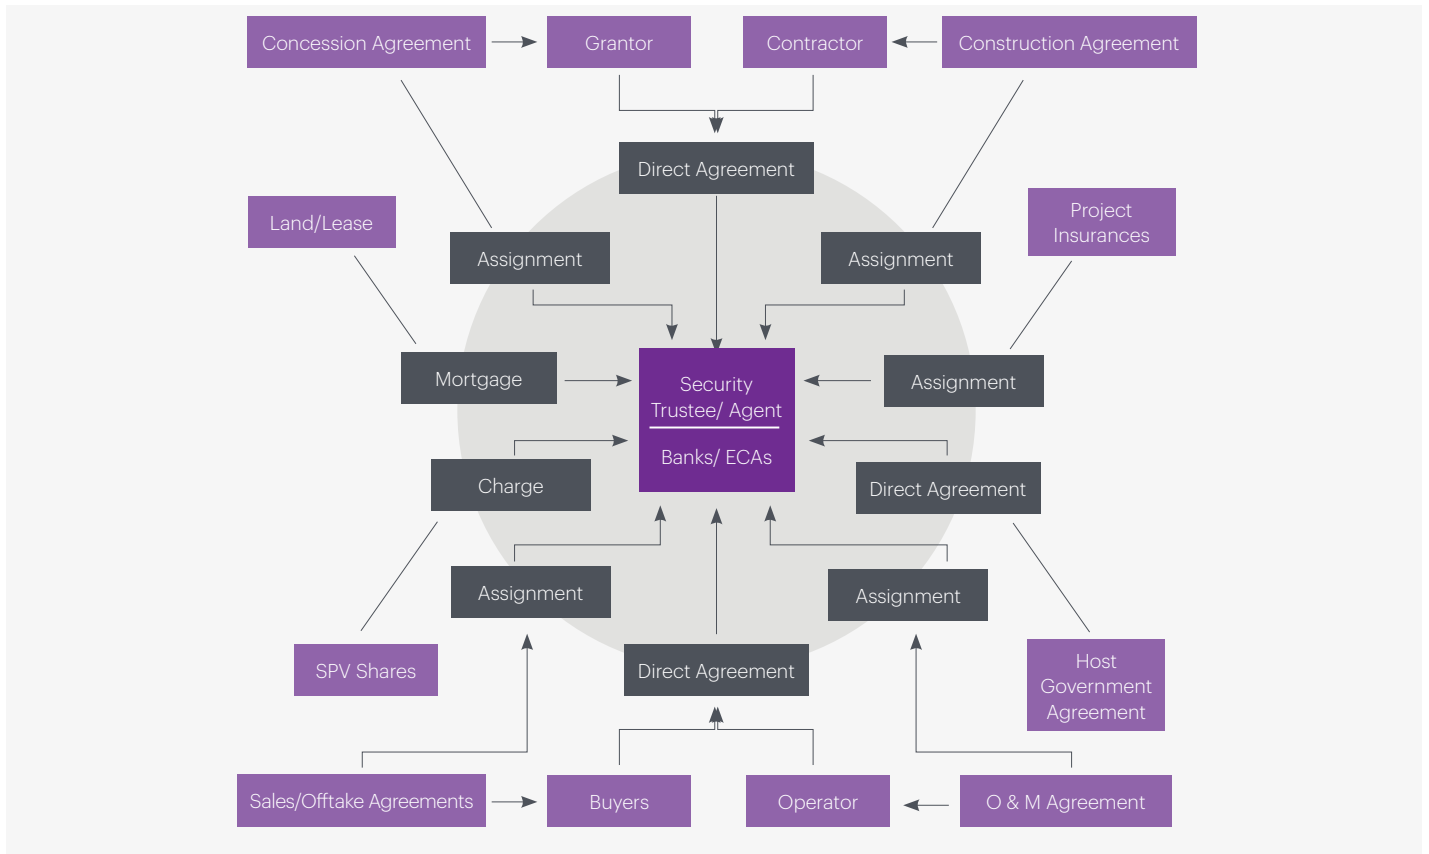 Concession Agreement
Grantor
Contractor
Construction Agreement
Direct Agreement
Land/Lease
Project
Insurances
Assignment
Assignment
Mortgage
Security
Trustee/ Agent
Banks/ ECAs
Assignment
Charge
Direct Agreement
Assignment
Assignment
SPV Shares
Direct Agreement
Host
Government
Agreement
Sales/Offtake Agreements
Buyers
Operator
O & M Agreement